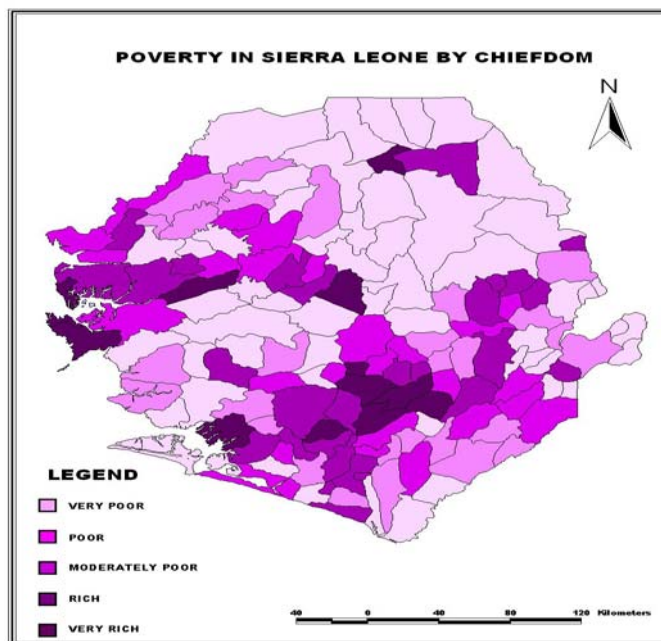 POVERTY IN SIERRA LEONE BY CHIEFDOM
N
LEGEND
VERY POOR
POOR
MODERATELY POOR
RICH
VERY RICH
40 0 40 80 120 Kilometers